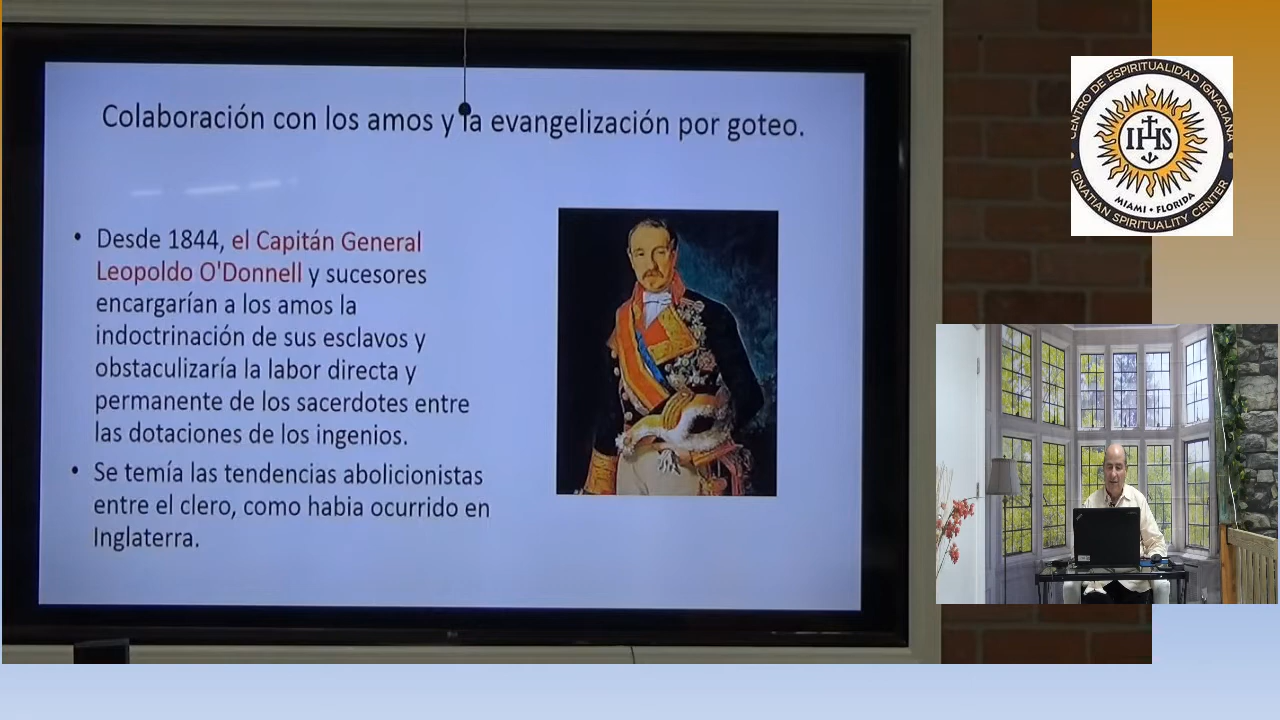 Colaboración con los amos y la evangelización por goteo.
• Desde 1844, el Capitán General
Leopoldo O'Donnell y sucesores
encargarían a los amos la
indoctrinación de sus esclavos y
obstaculizaría la labor directa y
permanente de los sacerdotes entre
las dotaciones de los ingenios.
• Se temía las tendencias abolicionistas
entre el clero, como habia ocurrido en
Inglaterra.
CENTRO DE ESPIRITUALIDAD IGNACIANA
IHS
MIAMI • FLORIDA
IGNATIAN SPIRITUALITY CENTER